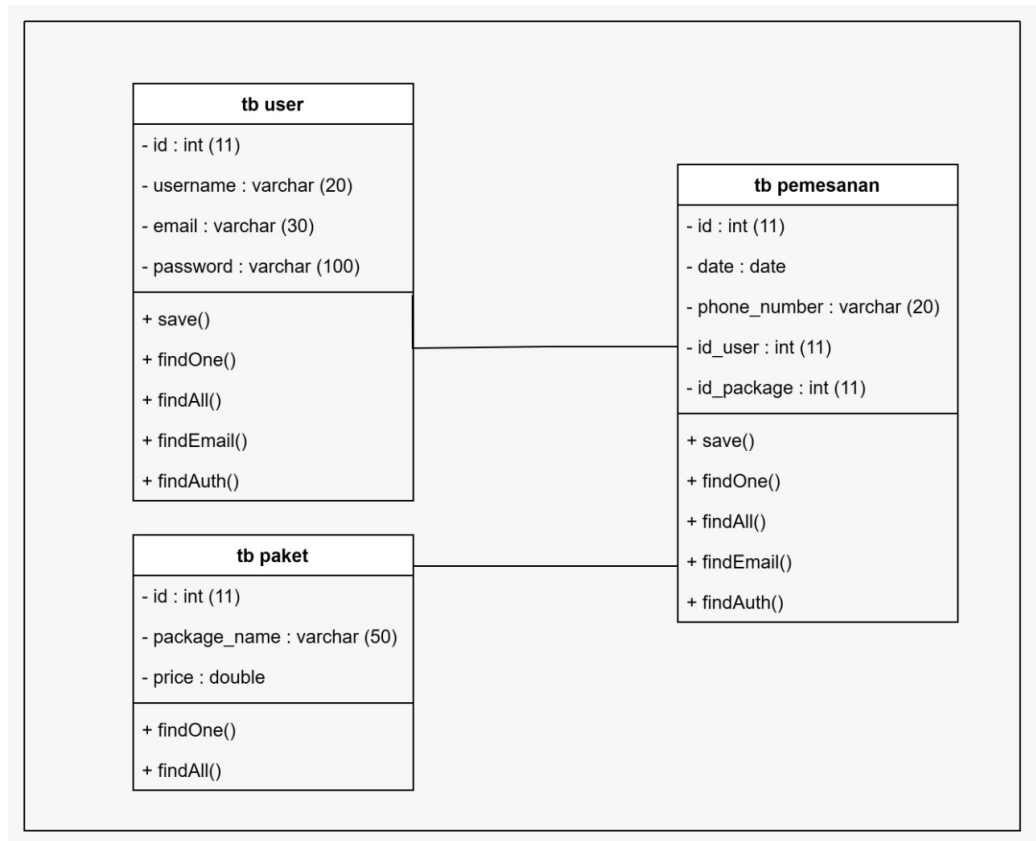 tb user
- id : int (11)
- username : varchar (20)
- email : varchar (30)
- password : varchar (100)
+ save()
+ findOne()
+ findAll()
+ findEmail()
+ findAuth()
tb pemesanan
- id : int (11)
- date : date
- phone_number : varchar (20)
- id_user : int (11)
- id_package : int (11)
+ save()
+ findOne()
+ findAll()
+ findEmail()
+ findAuth()
tb paket
- id : int (11)
- package_name : varchar (50)
- price : double
+ findOne()
+ findAll()